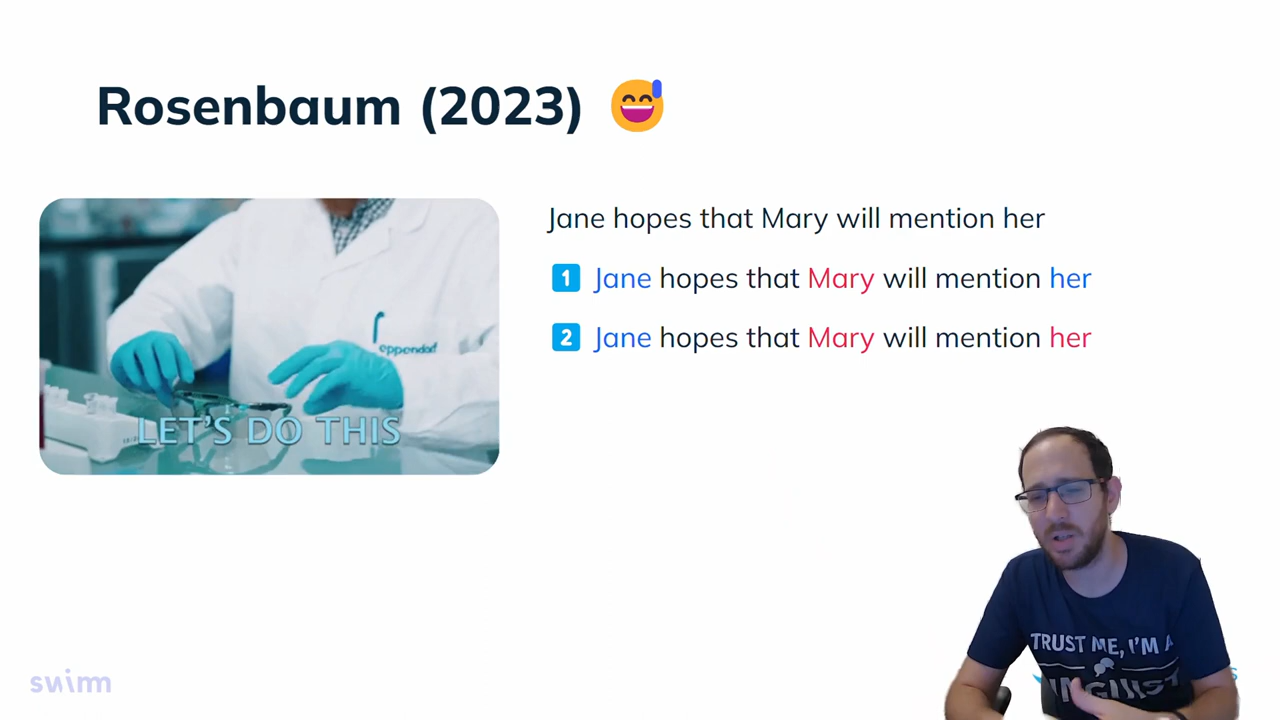 Rosenbaum (2023)
Jane hopes that Mary will mention her
1 Jane hopes that Mary will mention her
2 Jane hopes that Mary will mention her
eppendorf
LET'S DO THIS
TRUST ME, I'M A
swimm